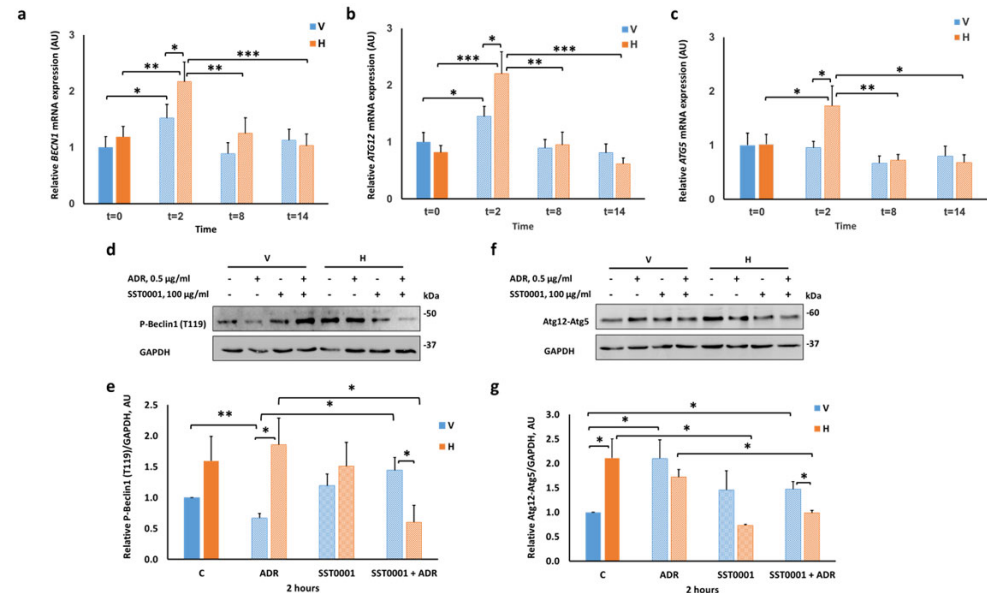 a
Relative BECN1 mRNA expression (AU)
3
2
1
0
*
**
*
**
***
V
H
t=0 t=2 t=8 t=14
Time
b
Relative ATG12 mRNA expression (AU)
3
2
1
0
*
***
*
**
***
V
H
t=0 t=2 t=8 t=14
Time
c
Relative ATG5 mRNA expression (AU)
3
2
1
0
*
*
**
*
V
H
t=0 t=2 t=8 t=14
Time
d
V H
ADR, 0.5 µg/ml - + - + - + - +
SST0001, 100 µg/ml - - + + - - + +
kDa
P-Beclin1 (T119) -50
GAPDH -37
f
V H
ADR, 0.5 µg/ml - + - + - + - +
SST0001, 100 µg/ml - - + + - - + +
kDa
Atg12-Atg5 -60
GAPDH -37
e
Relative P-Beclin1 (T119)/GAPDH, AU
2.5
2.0
1.5
1.0
0.5
0.0
**
*
*
*
*
V
H
C ADR SST0001 SST0001 + ADR
2 hours
g
Relative Atg12-Atg5/GAPDH, AU
3.0
2.5
2.0
1.5
1.0
0.5
0.0
*
*
*
*
*
*
V
H
C ADR SST0001 SST0001 + ADR
2 hours